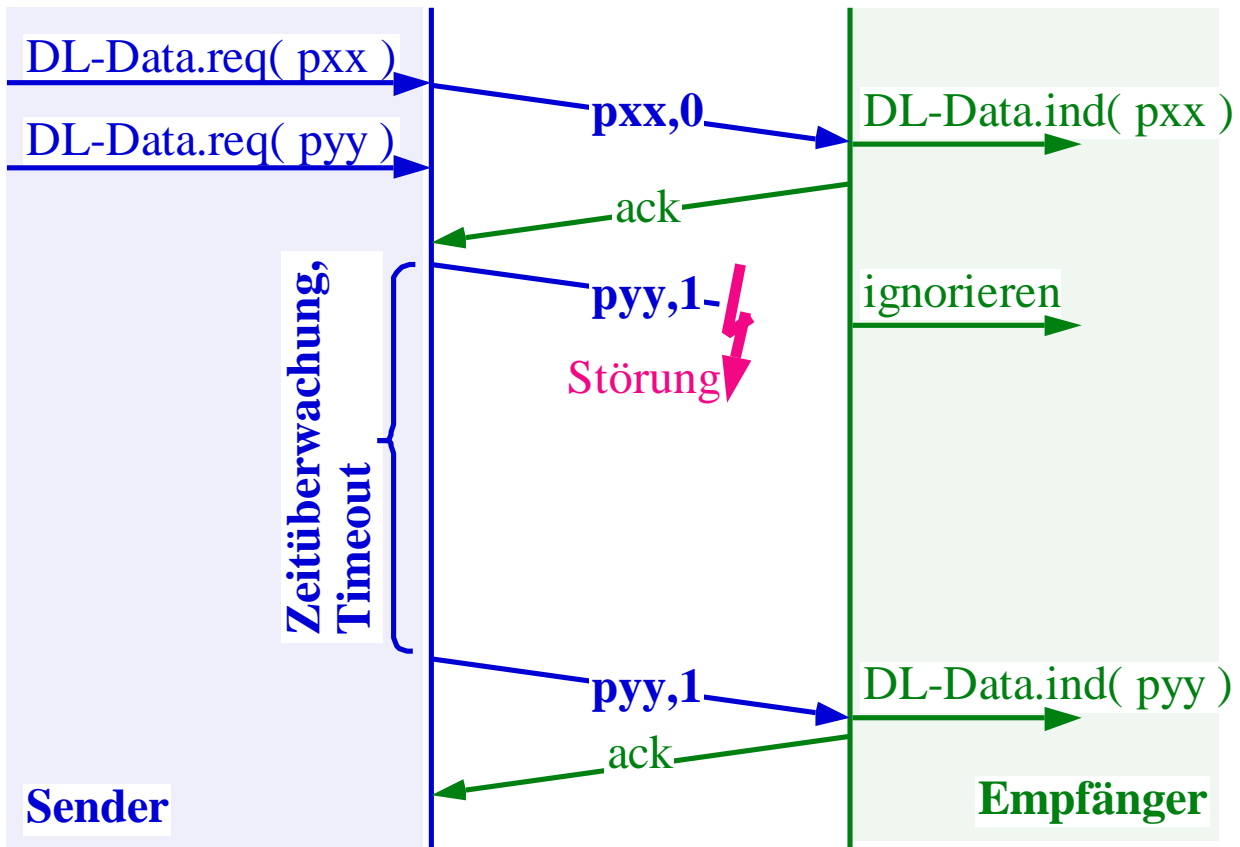 DL-Data.req( pxx )
pxx,0
DL-Data.ind( pxx )
DL-Data.req( pyy )
ack
Zeitüberwachung,
Timeout
pyy,1
ignorieren
Störung
pyy,1
DL-Data.ind( pyy )
ack
Sender
Empfänger